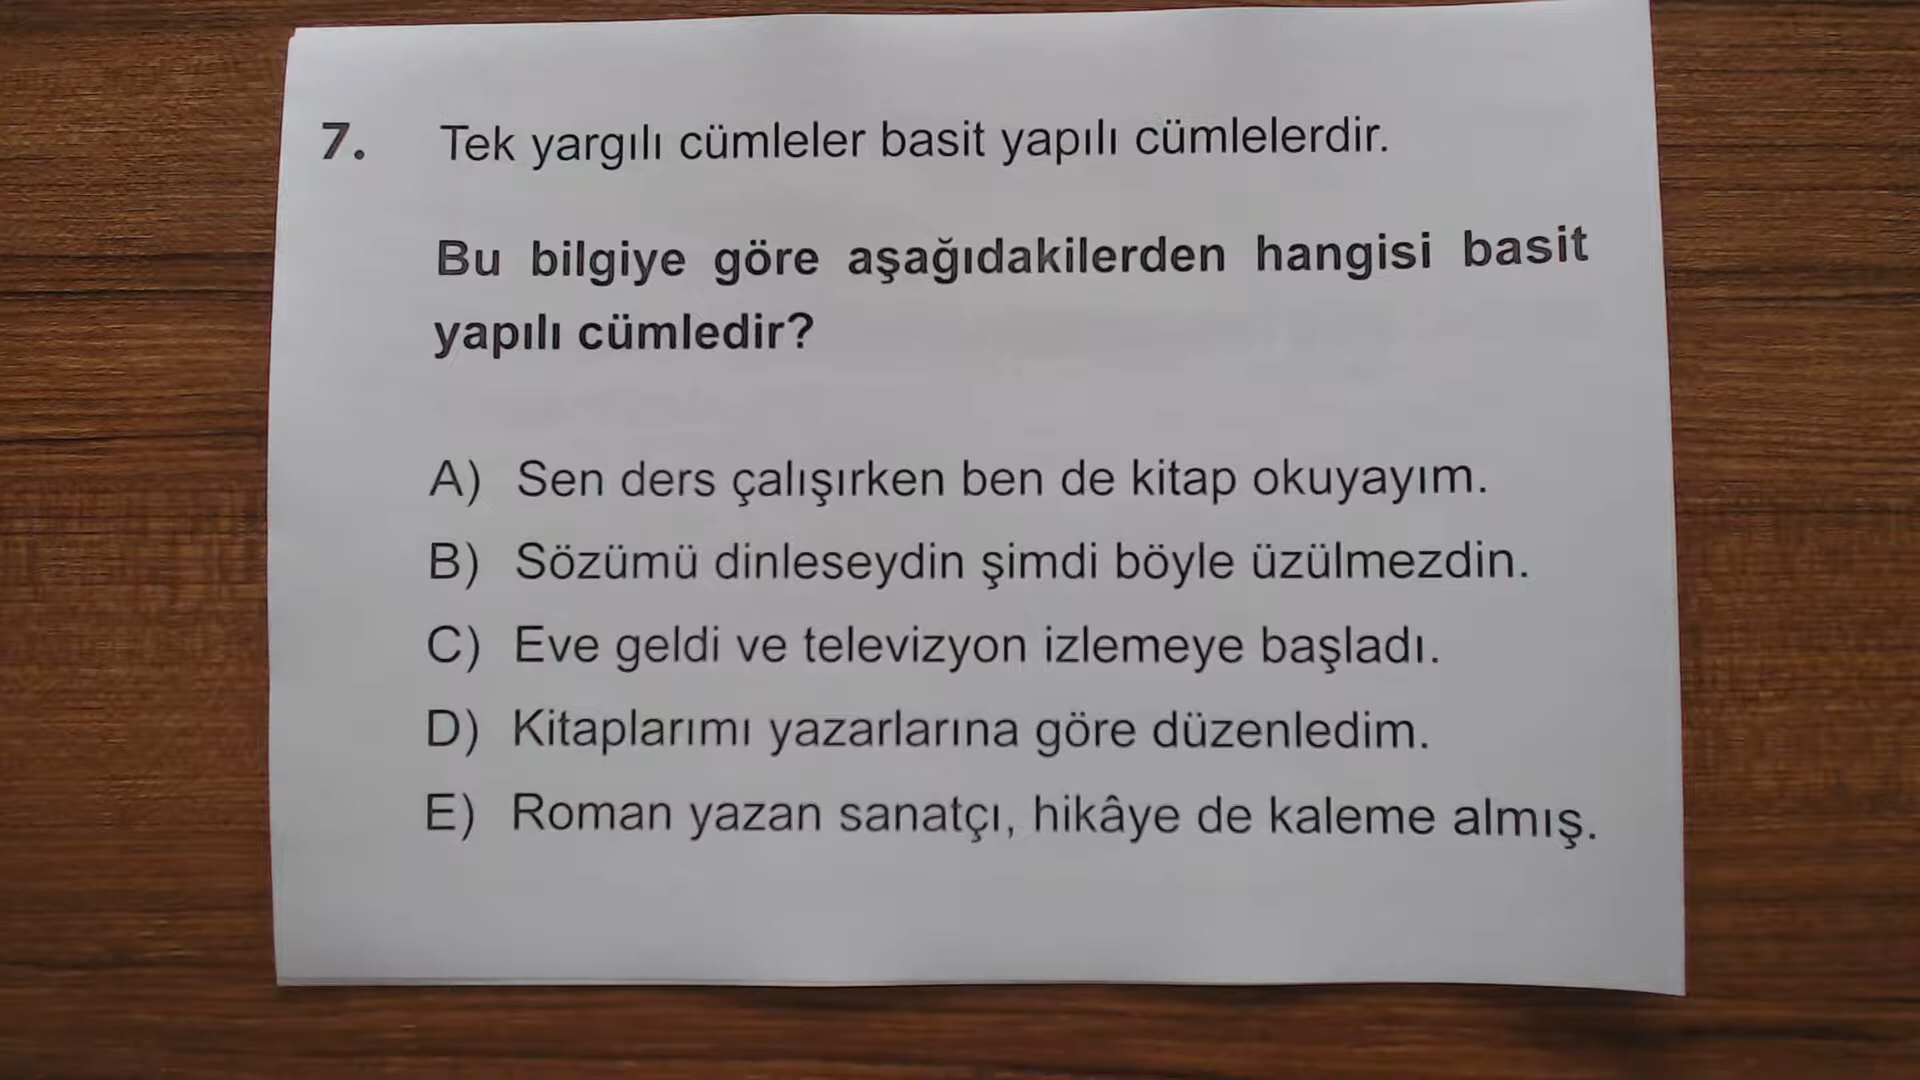 7. Tek yargılı cümleler basit yapılı cümlelerdir.
Bu bilgiye göre aşağıdakilerden hangisi basit
yapılı cümledir?
A) Sen ders çalışırken ben de kitap okuyayım.
B) Sözümü dinleseydin şimdi böyle üzülmezdin.
C) Eve geldi ve televizyon izlemeye başladı.
D) Kitaplarımı yazarlarına göre düzenledim.
E) Roman yazan sanatçı, hikâye de kaleme almış.